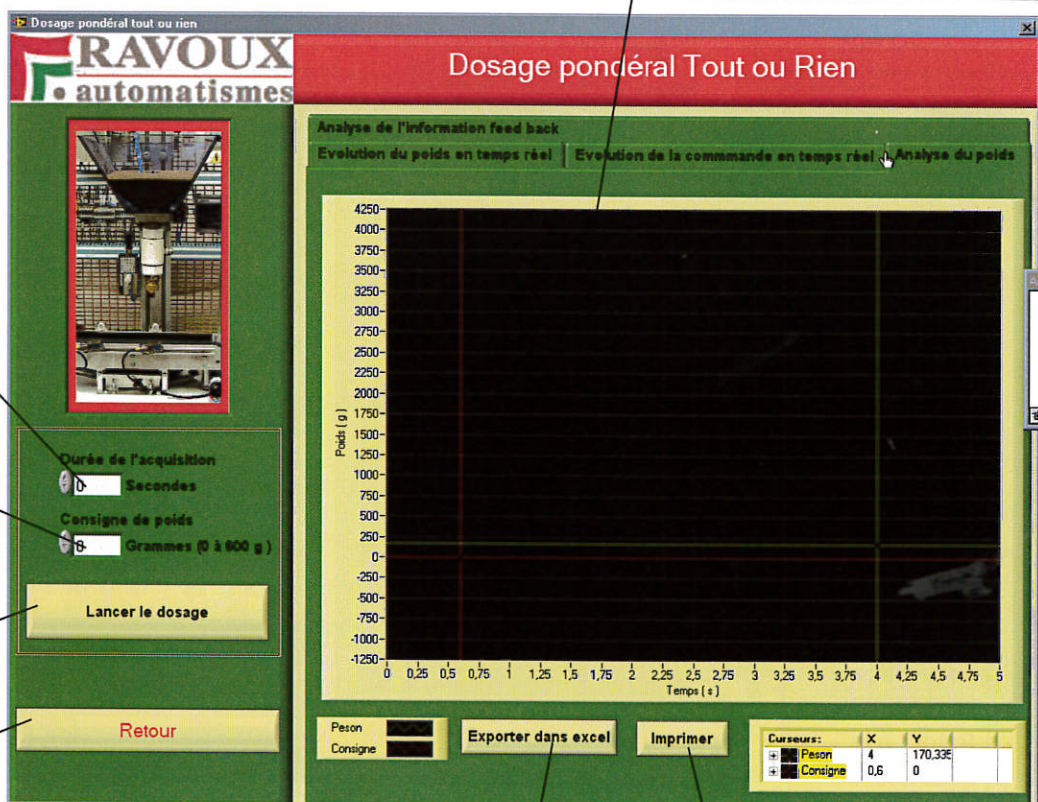 Dosage pondéral tout ou rien
RAVOUX
automatismes
Dosage pondéral Tout ou Rien
Analyse de l'information feed back
Evolution du poids en temps réel
Evolution de la commmande en temps réel
Analyse du poids
4250
4000
3750
3500
3250
3000
2750
2500
2250
2000
1750
1500
1250
1000
750
500
250
0
-250
-500
-750
-1000
-1250
Poids ( g )
0 0,25 0,5 0,75 1 1,25 1,5 1,75 2 2,25 2,5 2,75 3 3,25 3,5 3,75 4 4,25 4,5 4,75 5
Temps ( s )
Durée de l'acquisition
0 Secondes
Consigne de poids
0 Grammes (0 à 600 g )
Lancer le dosage
Retour
Peson
Consigne
Exporter dans excel
Imprimer
Curseurs: X Y
Peson 4 170,335
Consigne 0,6 0